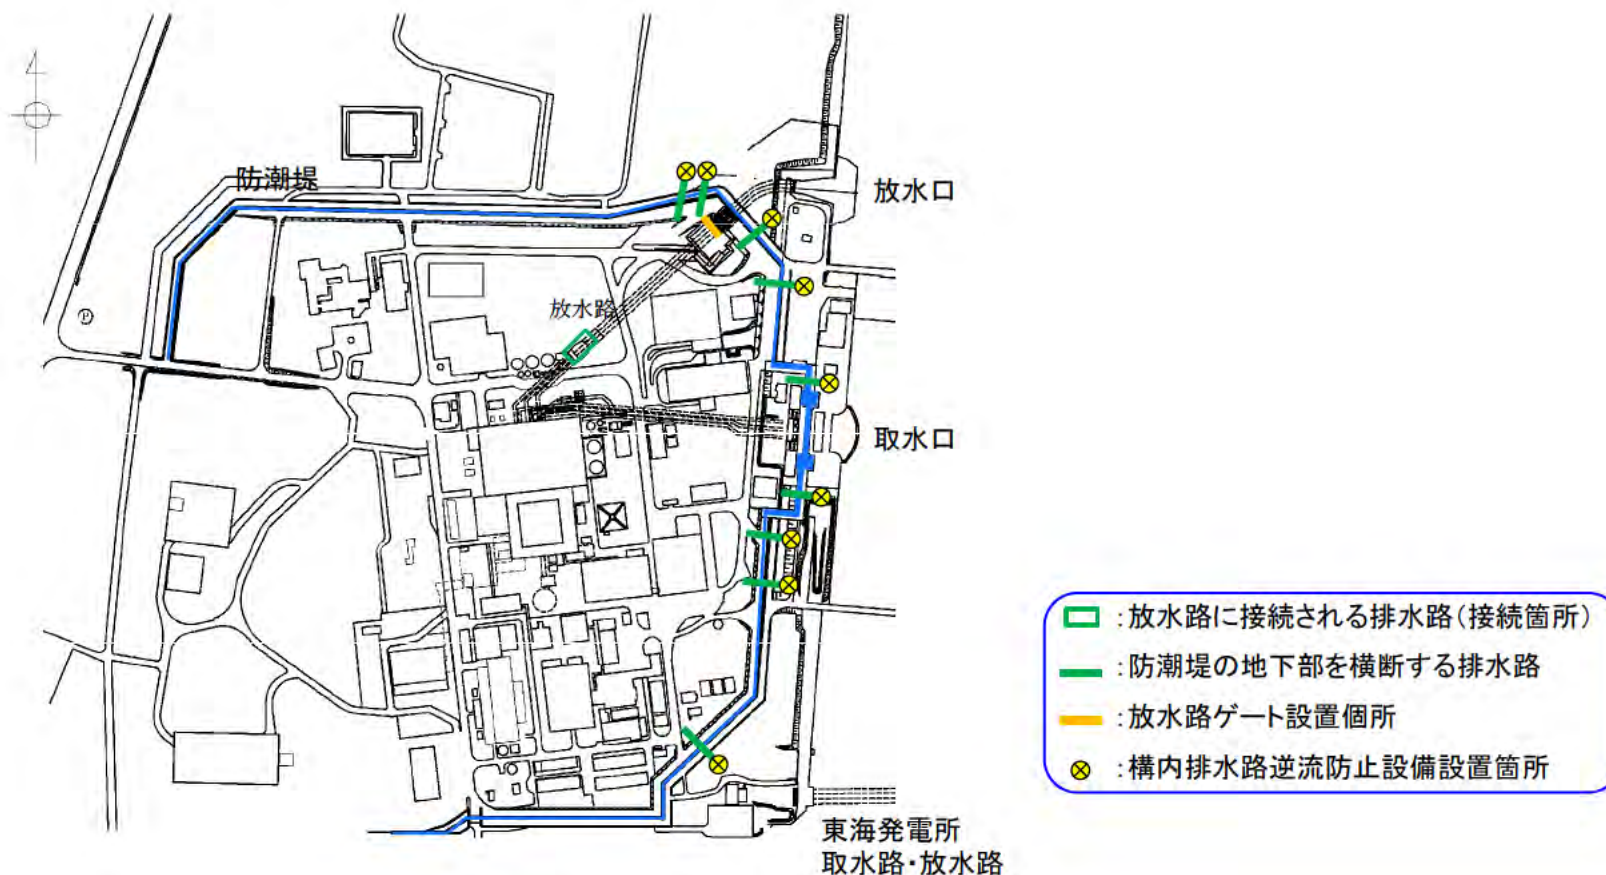 防潮堤
放水口
放水路
P
取水口
:放水路に接続される排水路(接続箇所)
:防潮堤の地下部を横断する排水路
:放水路ゲート設置個所
:構内排水路逆流防止設備設置箇所
東海発電所
取水路・放水路